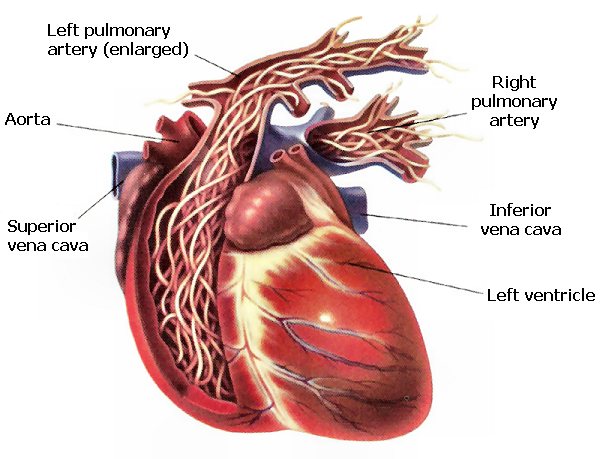 Left pulmonary
artery (enlarged)
Right
pulmonary
artery
Aorta
Superior
vena cava
Inferior
vena cava
Left ventricle